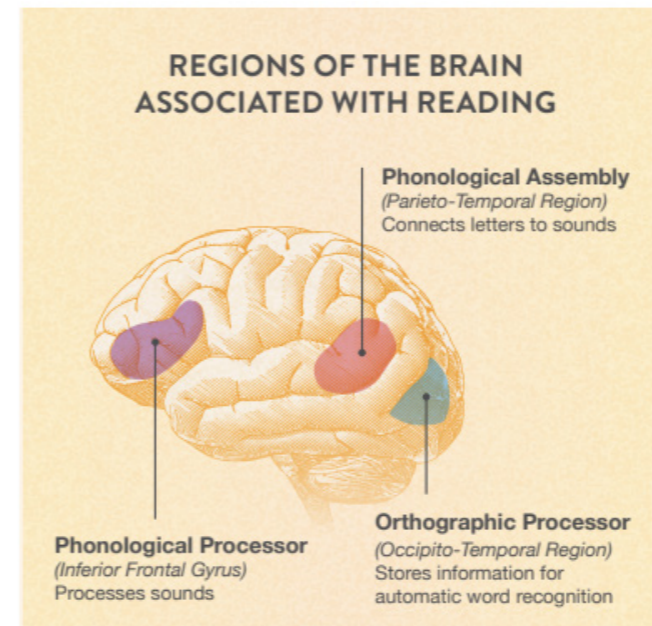 REGIONS OF THE BRAIN
ASSOCIATED WITH READING
Phonological Assembly
(Parieto-Temporal Region)
Connects letters to sounds
Phonological Processor
(Inferior Frontal Gyrus)
Processes sounds
Orthographic Processor
(Occipito-Temporal Region)
Stores information for
automatic word recognition